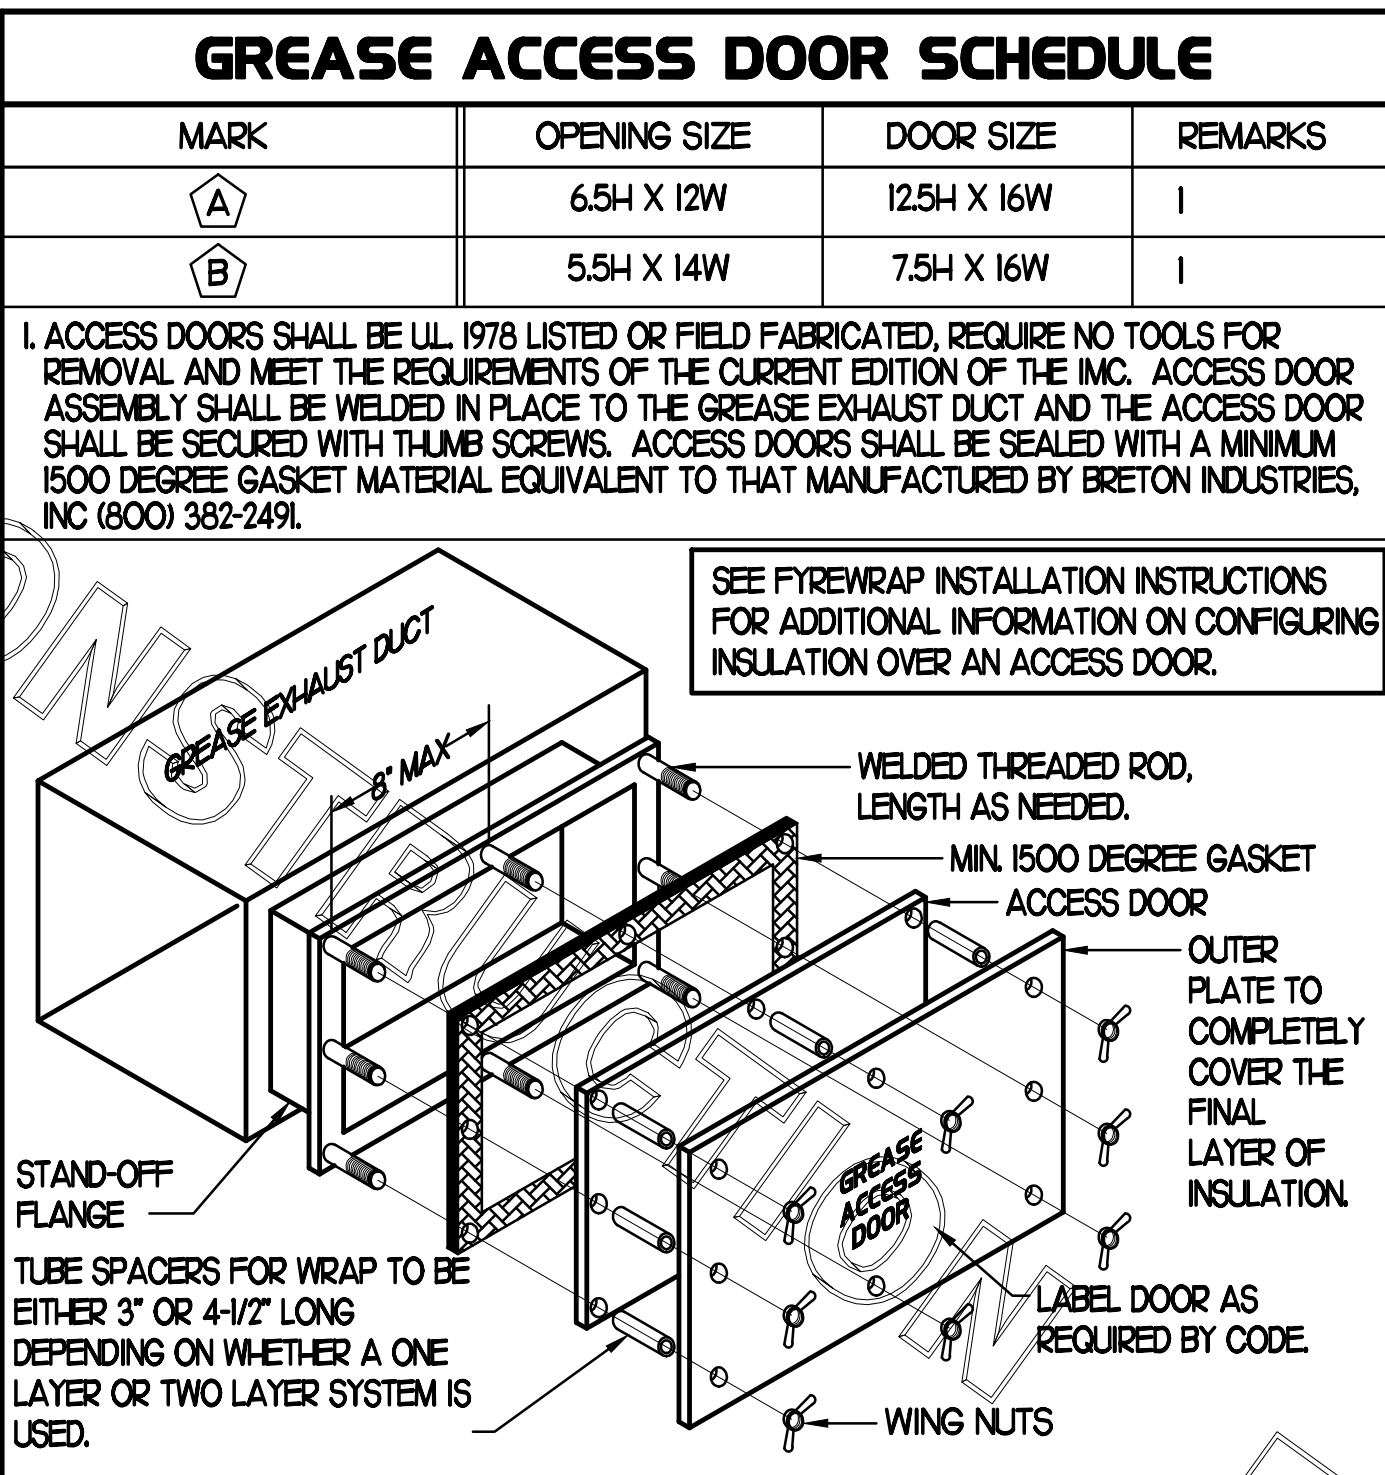 GREASE ACCESS DOOR SCHEDULE
MARK OPENING SIZE DOOR SIZE REMARKS
A 6.5H X 12W 12.5H X 16W 1
B 5.5H X 14W 7.5H X 16W 1
1. ACCESS DOORS SHALL BE U.L. 1978 LISTED OR FIELD FABRICATED, REQUIRE NO TOOLS FOR
REMOVAL AND MEET THE REQUIREMENTS OF THE CURRENT EDITION OF THE IMC. ACCESS DOOR
ASSEMBLY SHALL BE WELDED IN PLACE TO THE GREASE EXHAUST DUCT AND THE ACCESS DOOR
SHALL BE SECURED WITH THUMB SCREWS. ACCESS DOORS SHALL BE SEALED WITH A MINIMUM
1500 DEGREE GASKET MATERIAL EQUIVALENT TO THAT MANUFACTURED BY BRETON INDUSTRIES,
INC (800) 382-2491.
SEE FYREWRAP INSTALLATION INSTRUCTIONS
FOR ADDITIONAL INFORMATION ON CONFIGURING
INSULATION OVER AN ACCESS DOOR.
GREASE EXHAUST DUCT
8" MAX
WELDED THREADED ROD,
LENGTH AS NEEDED.
MIN. 1500 DEGREE GASKET
ACCESS DOOR
OUTER
PLATE TO
COMPLETELY
COVER THE
FINAL
LAYER OF
INSULATION.
GREASE
ACCESS
DOOR
STAND-OFF
FLANGE
TUBE SPACERS FOR WRAP TO BE
EITHER 3" OR 4-1/2" LONG
DEPENDING ON WHETHER A ONE
LAYER OR TWO LAYER SYSTEM IS
USED.
LABEL DOOR AS
REQUIRED BY CODE.
WING NUTS
ONSTRUCTION